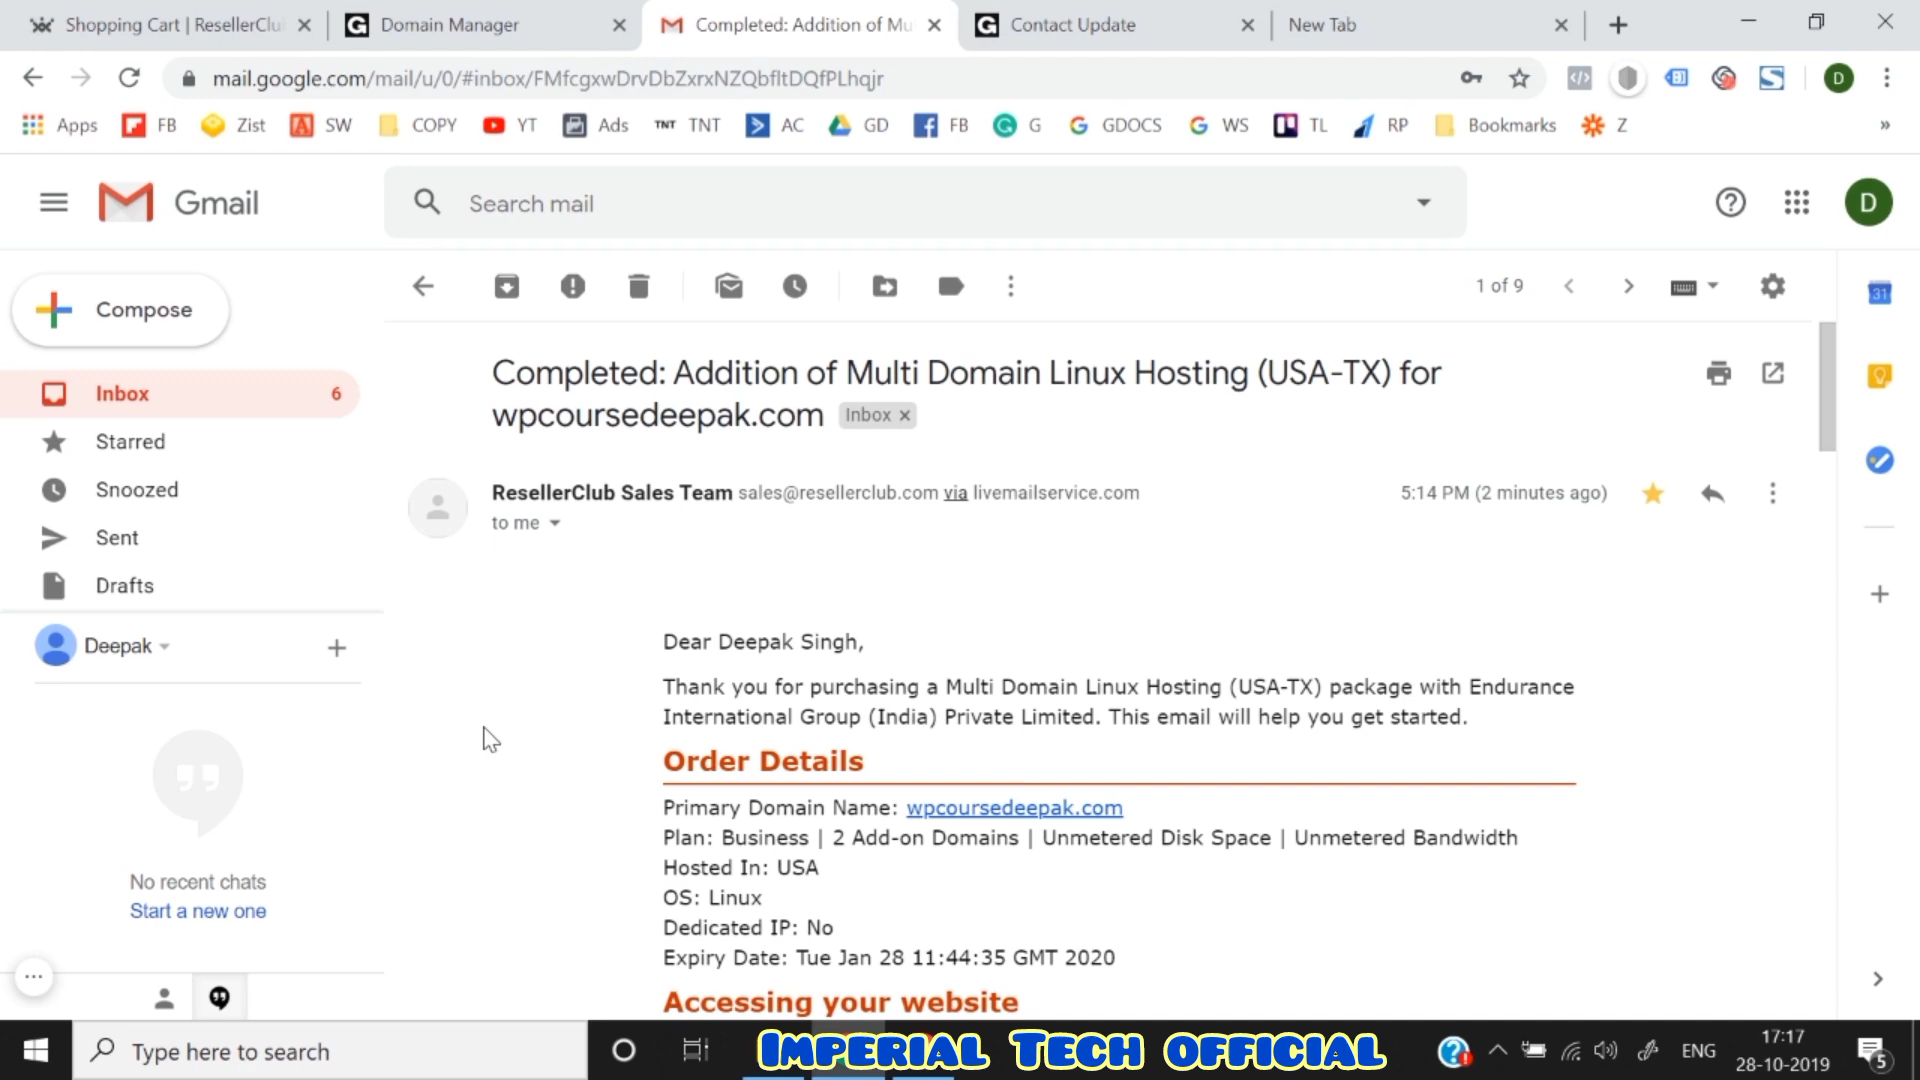 Shopping Cart | ResellerClu
Domain Manager
Completed: Addition of Mu
Contact Update
New Tab
mail.google.com/mail/u/0/#inbox/FMfcgxwDrvDbZxrxNZQbfltDQfPLhqjr
D
Apps
FB
Zist
SW
COPY
YT
Ads
TNT TNT
AC
GD
FB
G
GDOCS
WS
TL
RP
Bookmarks
Z
»
Gmail
Search mail
D
Compose
1 of 9
31
Inbox 6
Starred
Snoozed
Sent
Drafts
Deepak
No recent chats
Start a new one
Completed: Addition of Multi Domain Linux Hosting (USA-TX) for
wpcoursedeepak.com Inbox x
ResellerClub Sales Team sales@resellerclub.com via livemailservice.com
5:14 PM (2 minutes ago)
to me
Dear Deepak Singh,
Thank you for purchasing a Multi Domain Linux Hosting (USA-TX) package with Endurance
International Group (India) Private Limited. This email will help you get started.
Order Details
Primary Domain Name: wpcoursedeepak.com
Plan: Business | 2 Add-on Domains | Unmetered Disk Space | Unmetered Bandwidth
Hosted In: USA
OS: Linux
Dedicated IP: No
Expiry Date: Tue Jan 28 11:44:35 GMT 2020
Accessing your website
Type here to search
Imperial Tech official
ENG
17:17
28-10-2019
5